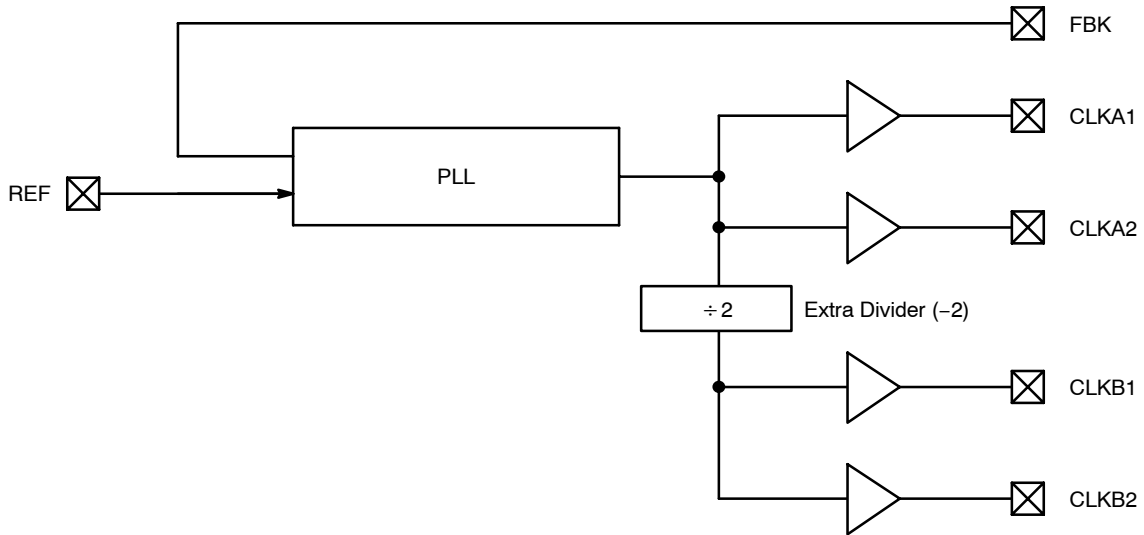 FBK
CLKA1
PLL
REF
CLKA2
÷2 Extra Divider (−2)
CLKB1
CLKB2